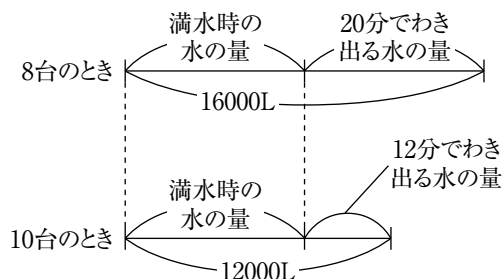 満水時の
水の量
20分でわき
出る水の量
8台のとき
16000L
12分でわき
出る水の量
満水時の
水の量
10台のとき
12000L